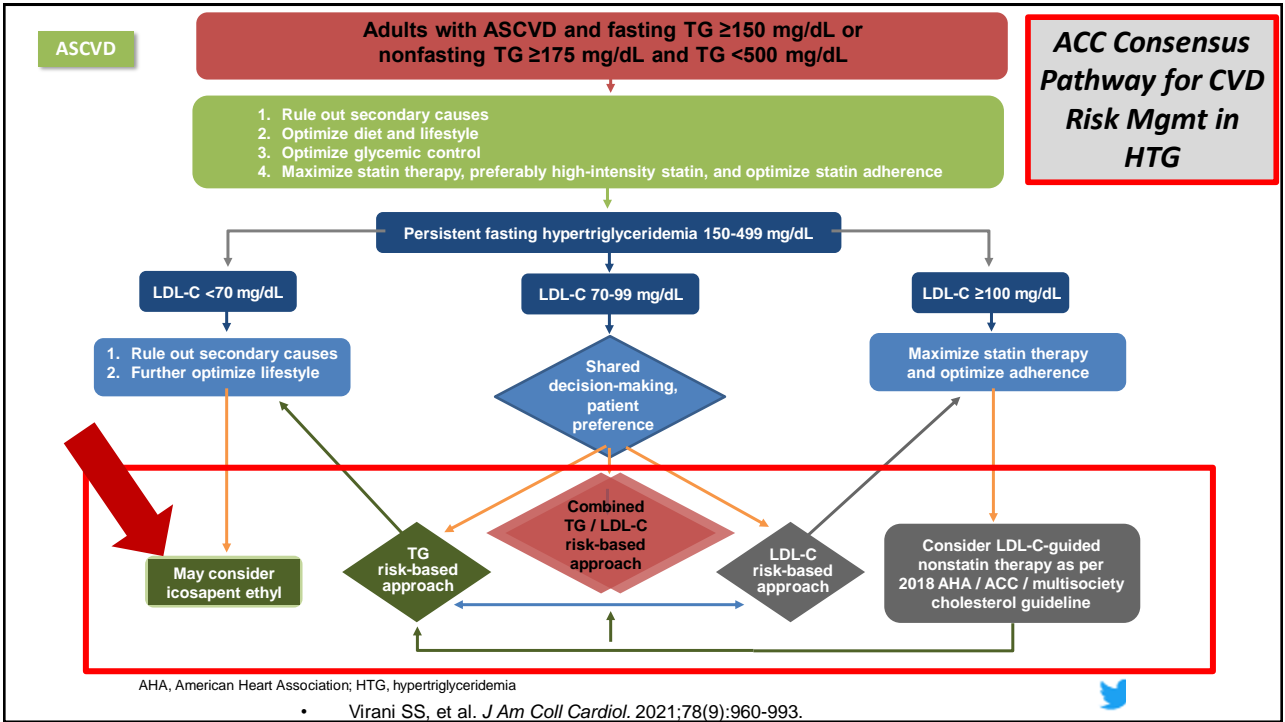 ASCVD
Adults with ASCVD and fasting TG ≥150 mg/dL or
nonfasting TG ≥175 mg/dL and TG <500 mg/dL
ACC Consensus
Pathway for CVD
Risk Mgmt in
HTG
1. Rule out secondary causes
2. Optimize diet and lifestyle
3. Optimize glycemic control
4. Maximize statin therapy, preferably high-intensity statin, and optimize statin adherence
Persistent fasting hypertriglyceridemia 150-499 mg/dL
LDL-C <70 mg/dL
LDL-C 70-99 mg/dL
LDL-C ≥100 mg/dL
1. Rule out secondary causes
2. Further optimize lifestyle
Shared
decision-making,
patient
preference
Maximize statin therapy
and optimize adherence
May consider
icosapent ethyl
TG
risk-based
approach
Combined
TG / LDL-C
risk-based
approach
LDL-C
risk-based
approach
Consider LDL-C-guided
nonstatin therapy as per
2018 AHA / ACC / multisociety
cholesterol guideline
AHA, American Heart Association; HTG, hypertriglyceridemia
• Virani SS, et al. J Am Coll Cardiol. 2021;78(9):960-993.